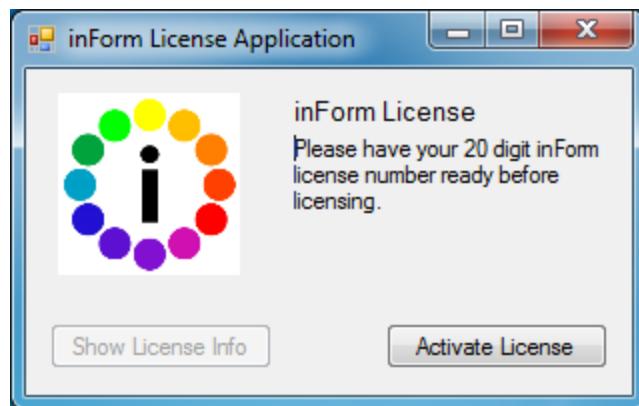 inForm License Application
inForm License
Please have your 20 digit inForm
license number ready before
licensing.
Show License Info
Activate License